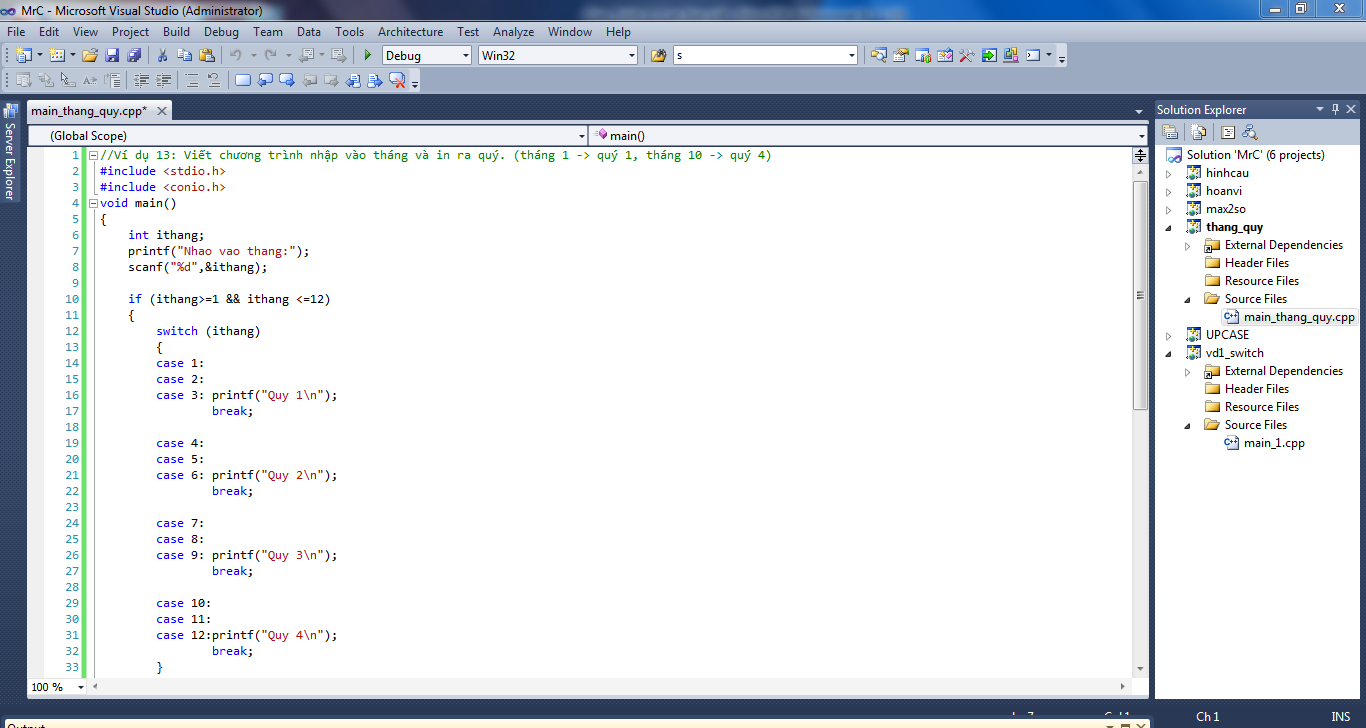 MrC - Microsoft Visual Studio (Administrator)
File Edit View Project Build Debug Team Data Tools Architecture Test Analyze Window Help
Debug Win32 s
main_thang_quy.cpp*
Server Explorer
(Global Scope) main()
1 //Ví dụ 13: Viết chương trình nhập vào tháng và in ra quý. (tháng 1 -> quý 1, tháng 10 -> quý 4)
2 #include <stdio.h>
3 #include <conio.h>
4 void main()
5 {
6 int ithang;
7 printf("Nhao vao thang:");
8 scanf("%d",&ithang);
9
10 if (ithang>=1 && ithang <=12)
11 {
12 switch (ithang)
13 {
14 case 1:
15 case 2:
16 case 3: printf("Quy 1\n");
17 break;
18
19 case 4:
20 case 5:
21 case 6: printf("Quy 2\n");
22 break;
23
24 case 7:
25 case 8:
26 case 9: printf("Quy 3\n");
27 break;
28
29 case 10:
30 case 11:
31 case 12:printf("Quy 4\n");
32 break;
33 }
100 %
Solution Explorer
Solution 'MrC' (6 projects)
hinhcau
hoanvi
max2so
thang_quy
External Dependencies
Header Files
Resource Files
Source Files
main_thang_quy.cpp
UPCASE
vd1_switch
External Dependencies
Header Files
Resource Files
Source Files
main_1.cpp
Ch 1 INS